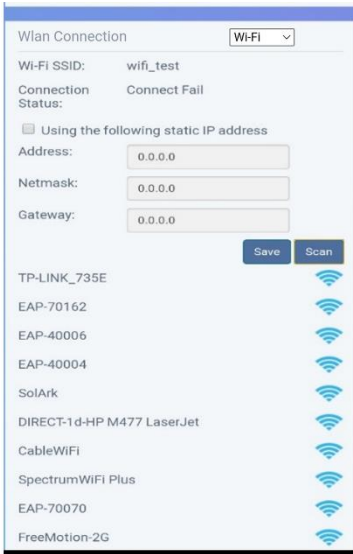 Wlan Connection Wi-Fi
Wi-Fi SSID: wifi_test
Connection Connect Fail
Status:
Using the following static IP address
Address: 0.0.0.0
Netmask: 0.0.0.0
Gateway: 0.0.0.0
Save Scan
TP-LINK_735E
EAP-70162
EAP-40006
EAP-40004
SolArk
DIRECT-1d-HP M477 LaserJet
CableWiFi
SpectrumWiFi Plus
EAP-70070
FreeMotion-2G